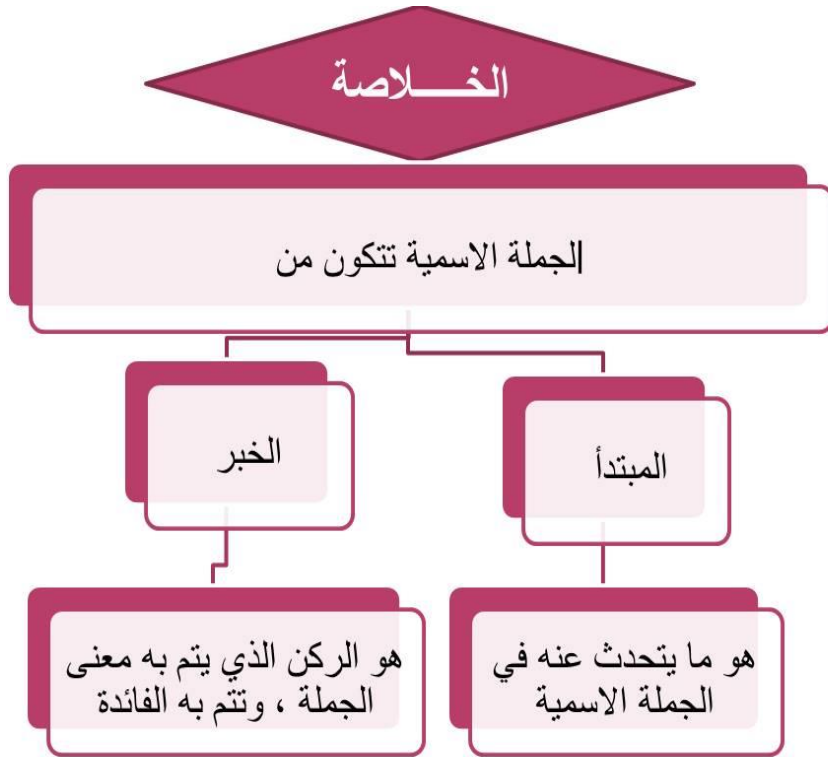 الخــــلاصة
الجملة الاسمية تتكون من
المبتدأ
الخبر
هو ما يتحدث عنه في
الجملة الاسمية
هو الركن الذي يتم به معنى
الجملة ، وتتم به الفائدة